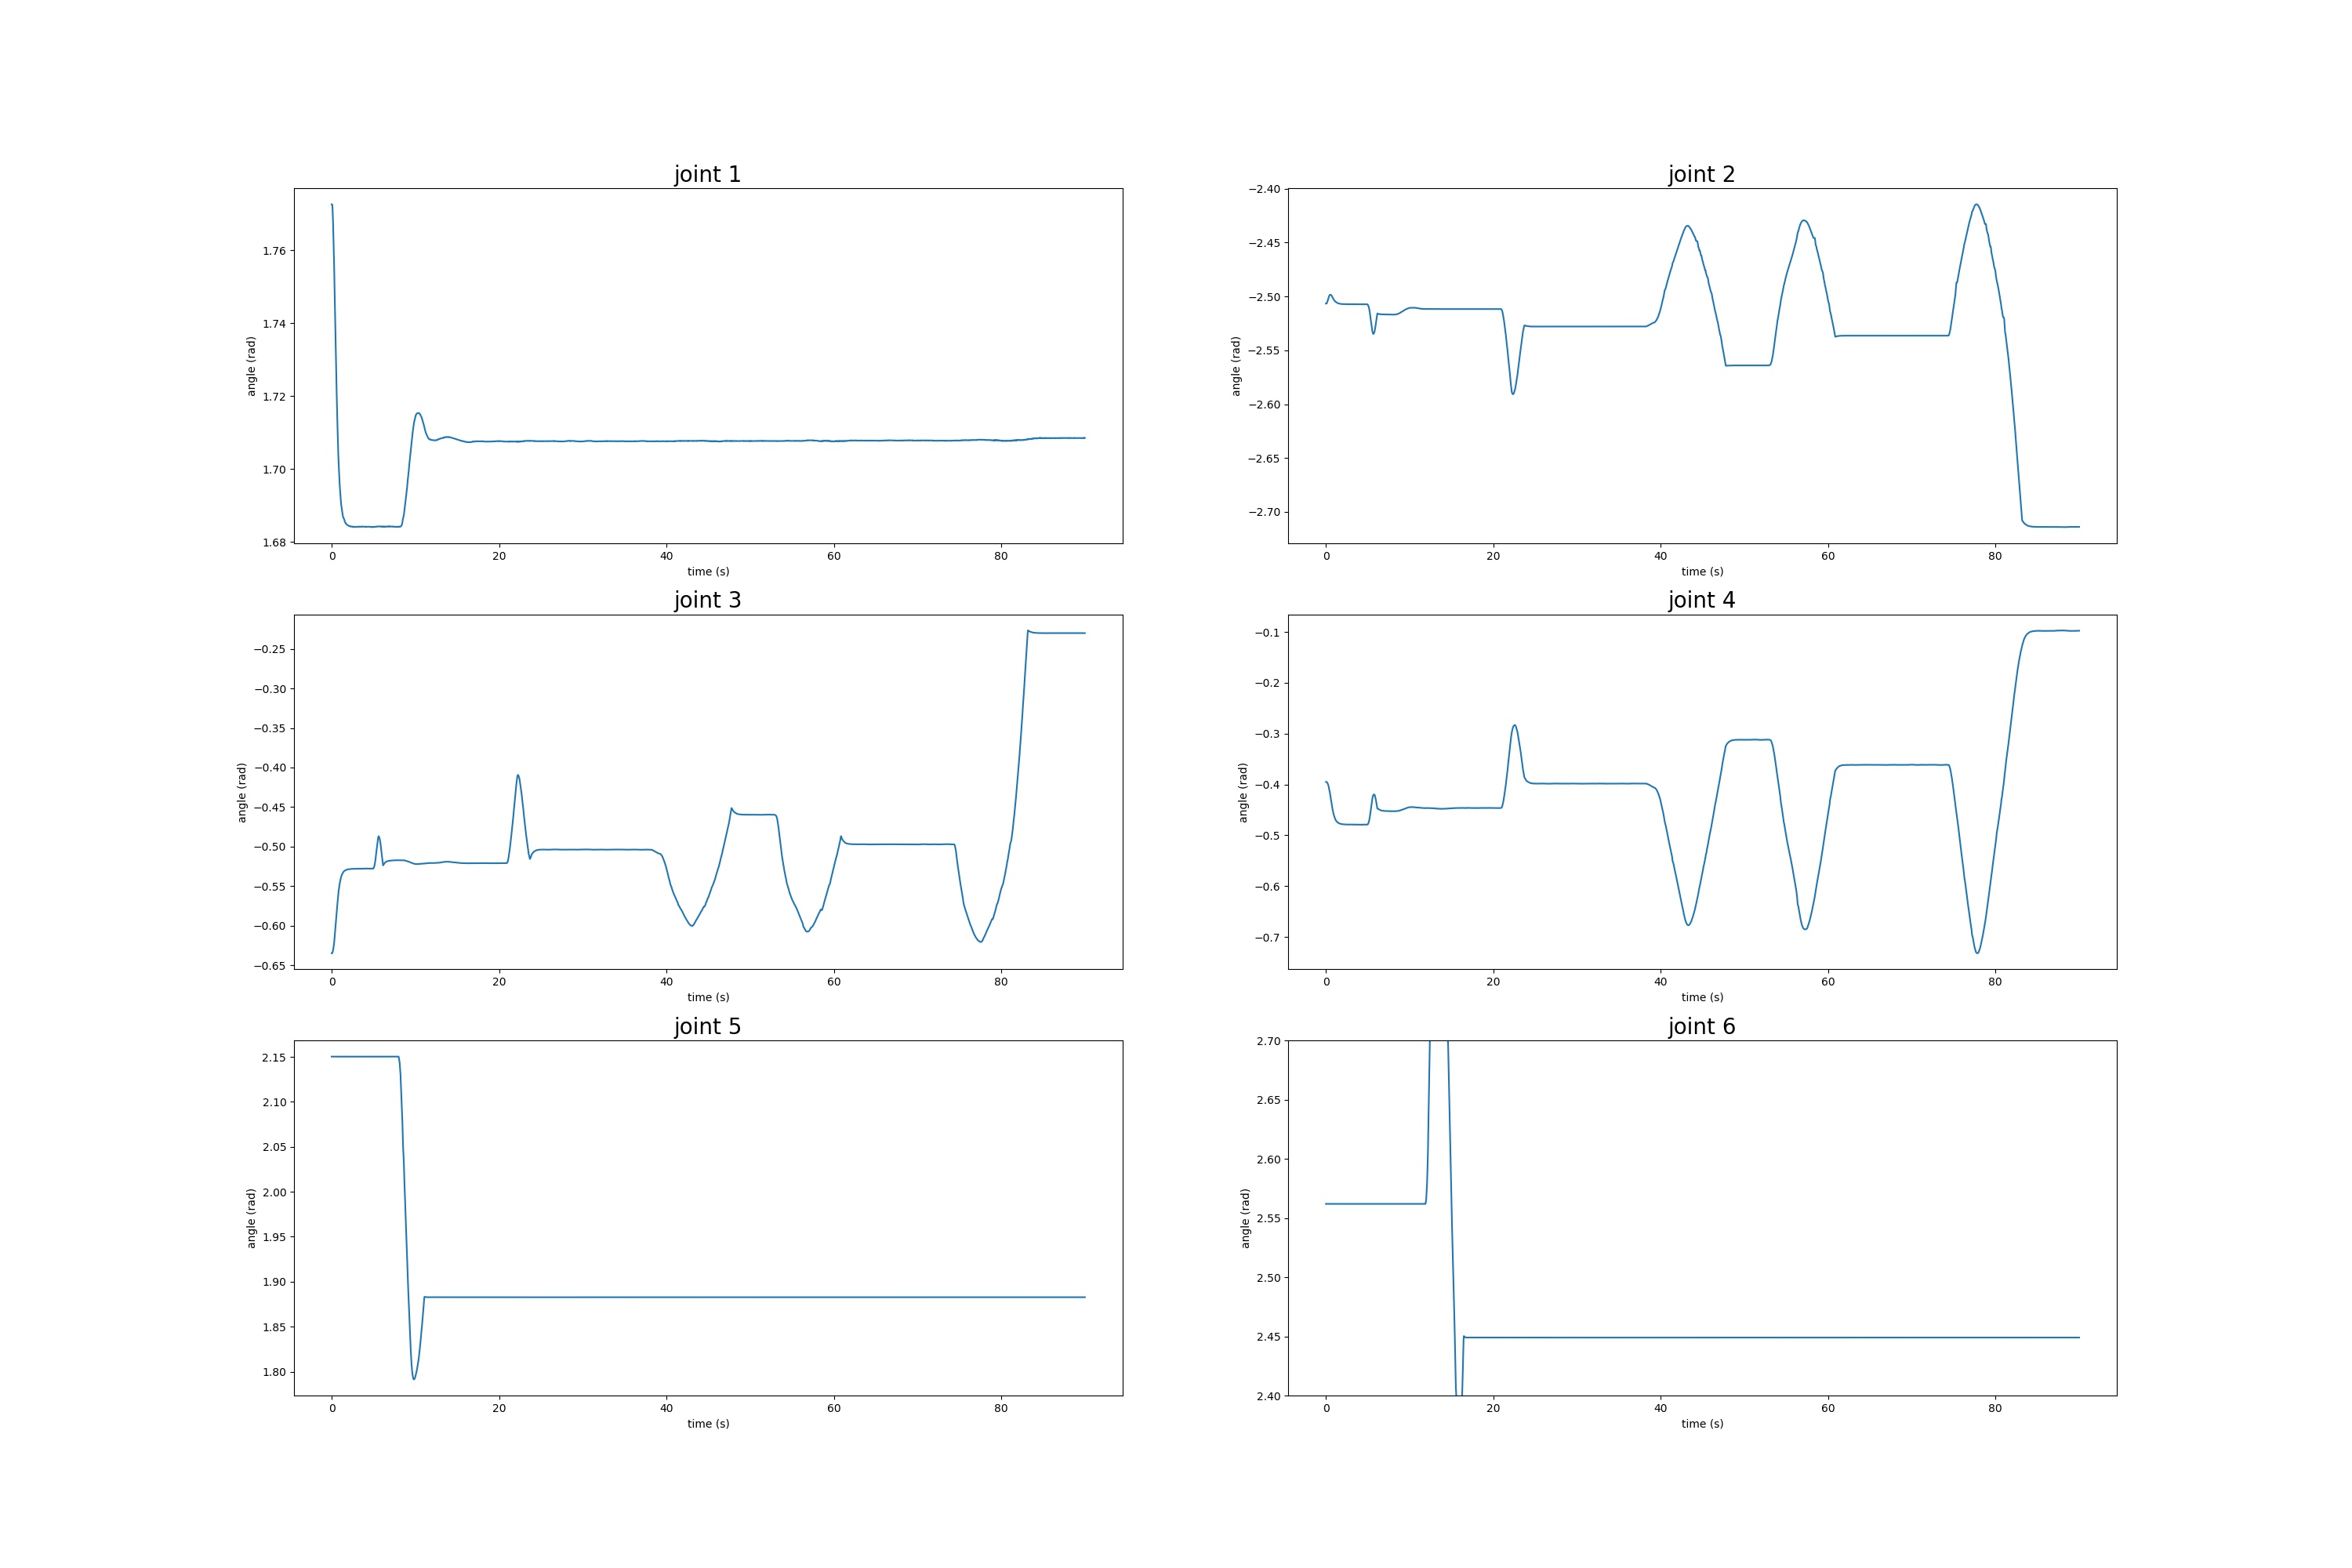 joint 1
joint 2
1.76
1.74
1.72
1.70
1.68
angle (rad)
0 20 40 60 80
time (s)
−2.40
−2.45
−2.50
−2.55
−2.60
−2.65
−2.70
angle (rad)
0 20 40 60 80
time (s)
joint 3
joint 4
−0.25
−0.30
−0.35
−0.40
−0.45
−0.50
−0.55
−0.60
−0.65
angle (rad)
0 20 40 60 80
time (s)
−0.1
−0.2
−0.3
−0.4
−0.5
−0.6
−0.7
angle (rad)
0 20 40 60 80
time (s)
joint 5
joint 6
2.15
2.10
2.05
2.00
1.95
1.90
1.85
1.80
angle (rad)
0 20 40 60 80
time (s)
2.70
2.65
2.60
2.55
2.50
2.45
2.40
angle (rad)
0 20 40 60 80
time (s)